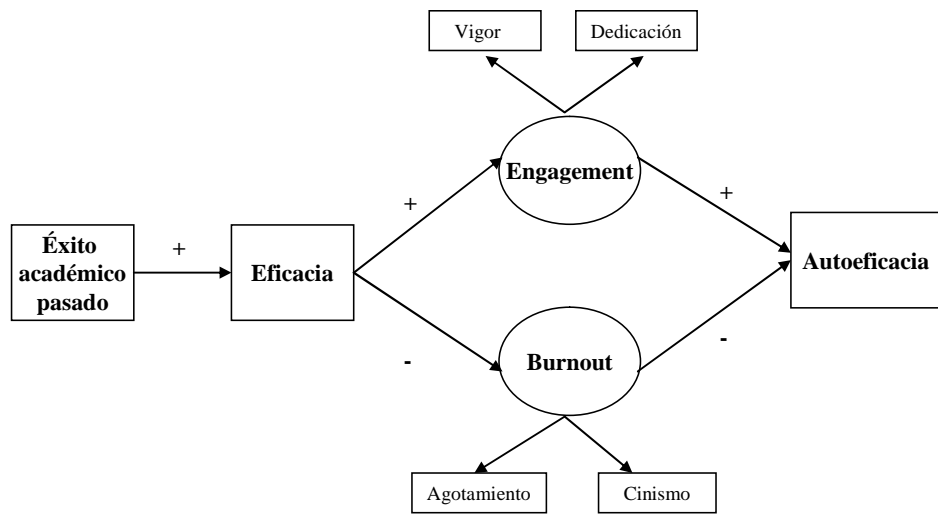 Vigor
Dedicación
Engagement
+
+
Éxito
académico
pasado
+
Eficacia
Autoeficacia
-
-
Burnout
Agotamiento
Cinismo